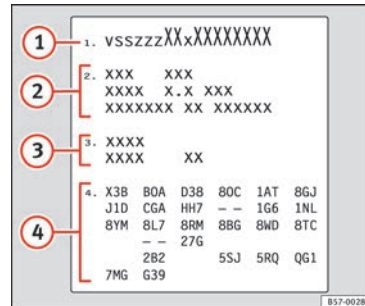 1 1. VSSZZZXXxXXXXXXXX
2. XXX XXX
2 XXXX X.X XXX
XXXXXXX XX XXXXXX
3. XXXX
3 XXXX XX
4. X3B B0A D38 80C 1AT 8GJ
J1D CGA HH7 - - 1G6 1NL
4 8YM 8L7 8RM 8BG 8WD 8TC
- - 27G
2B2 5SJ 5RQ QG1
7MG G39
B57-0028